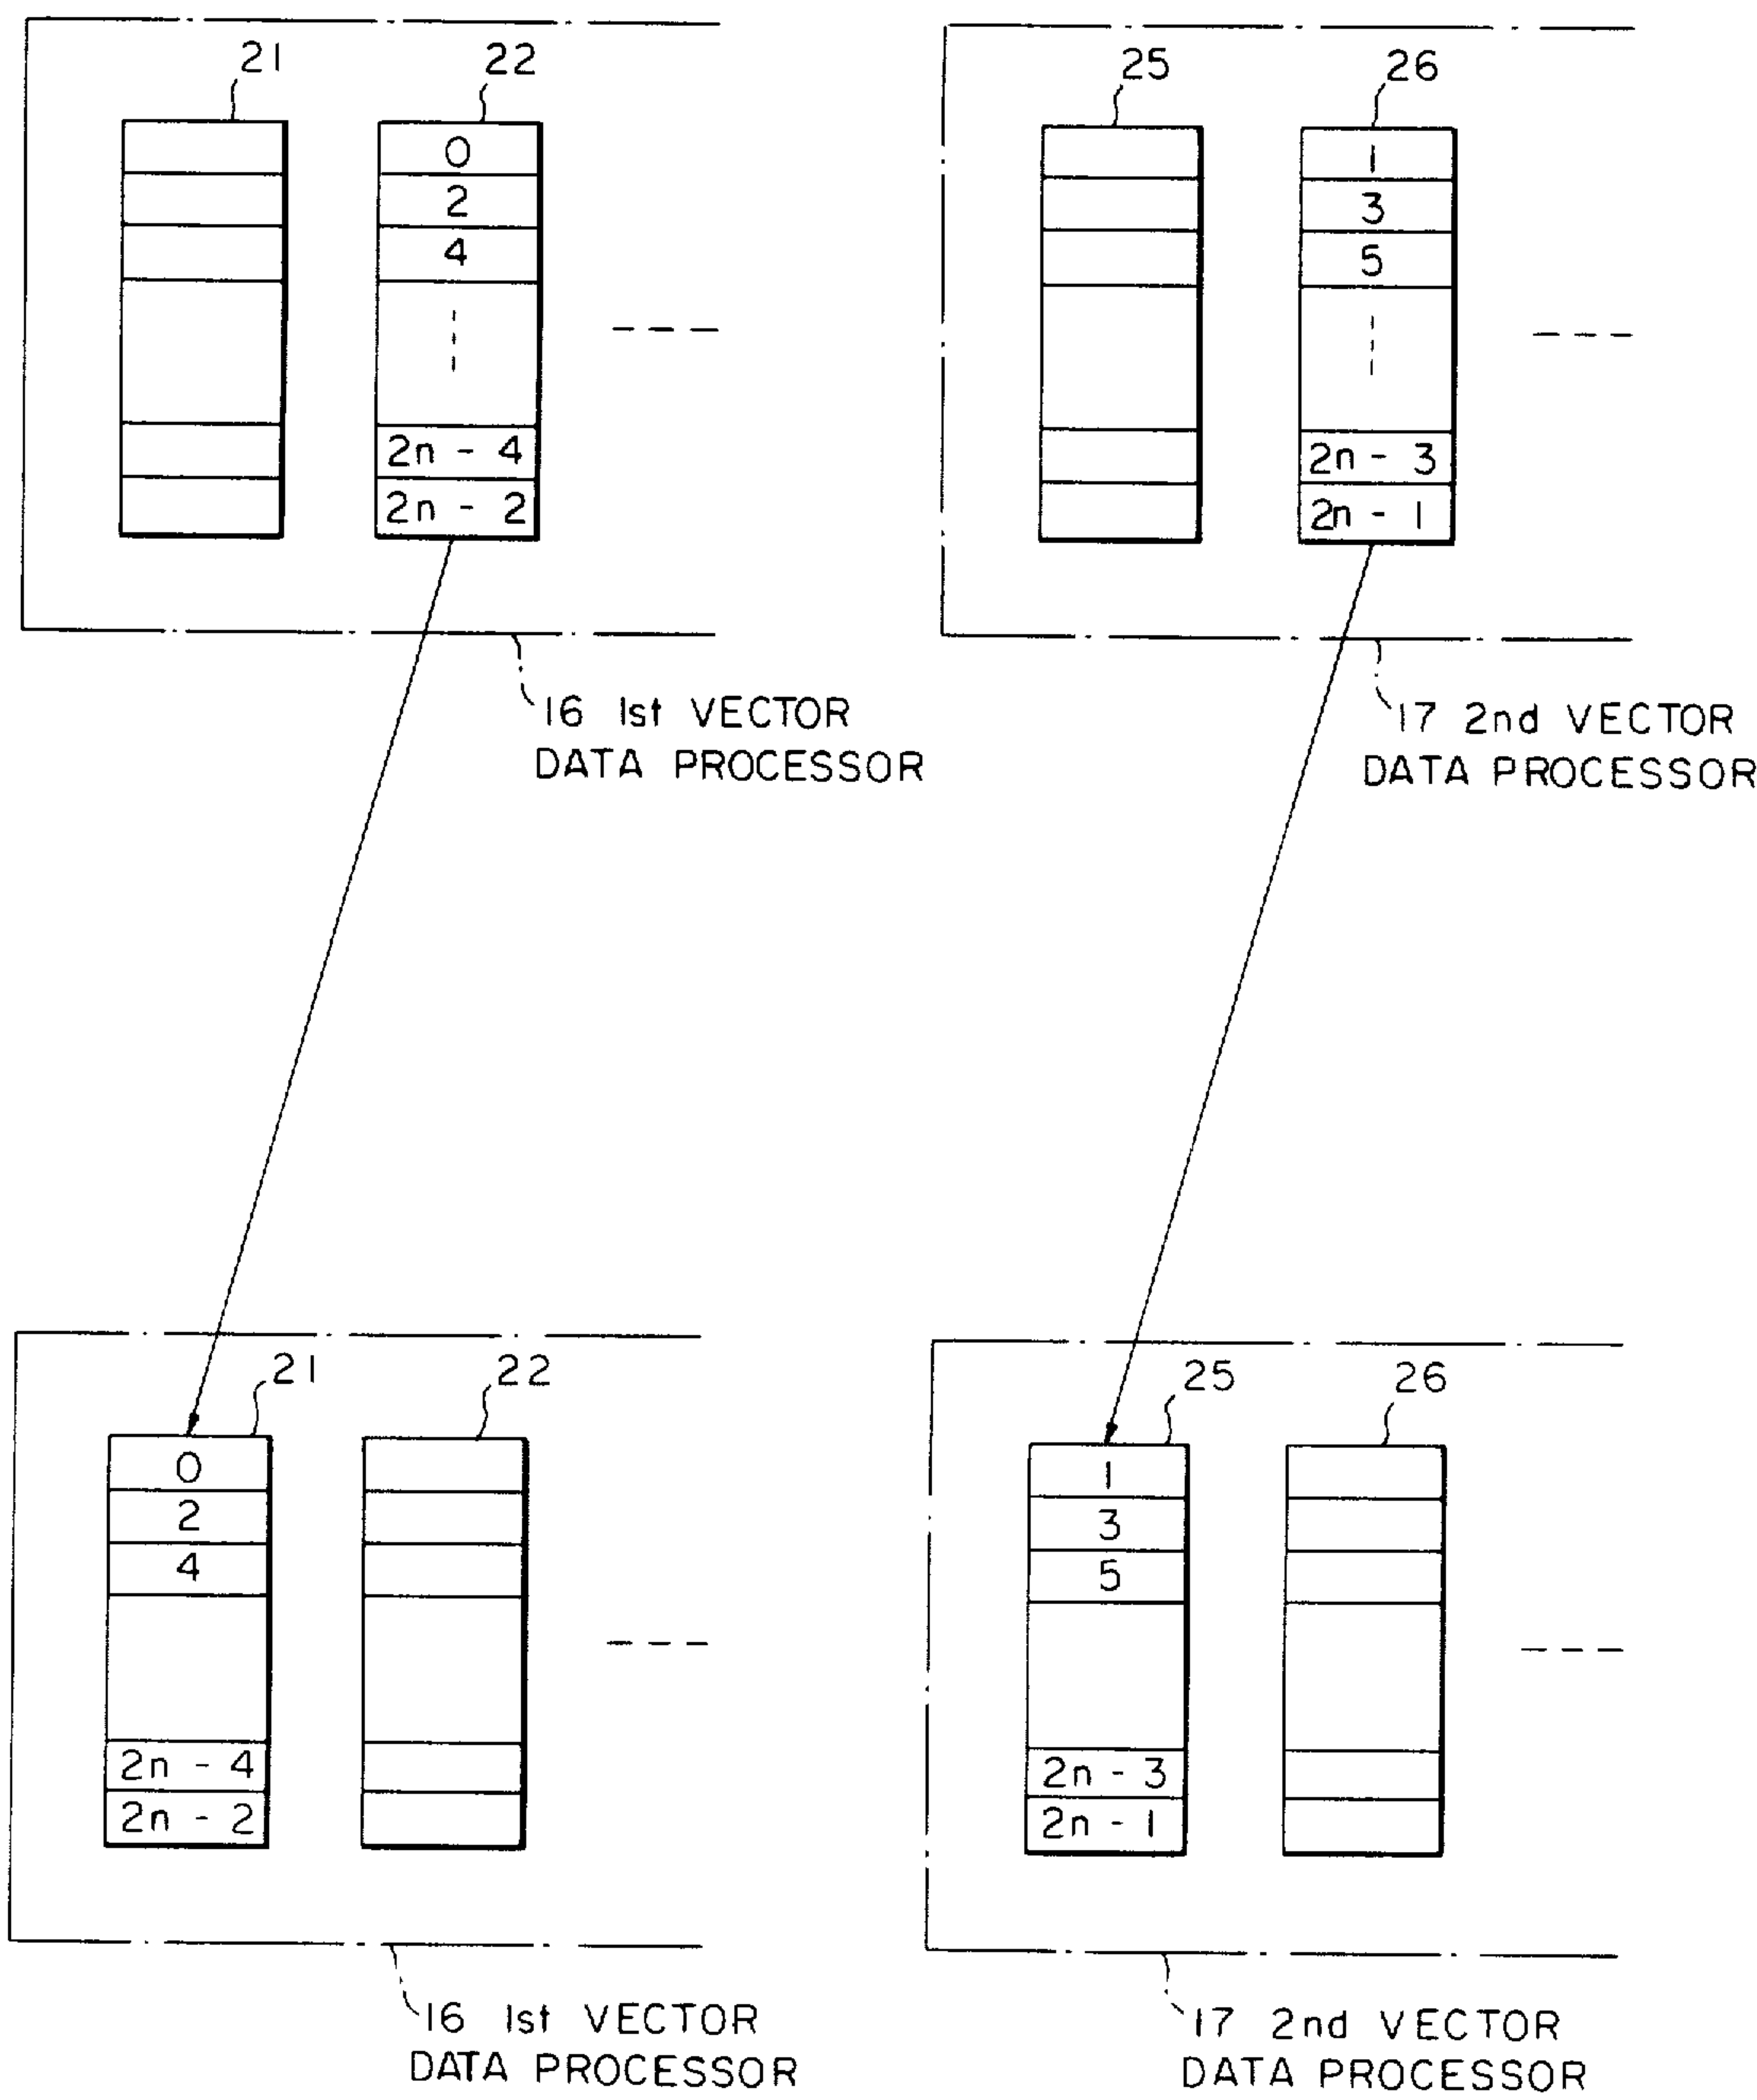 21
22
0
2
4
2n - 4
2n - 2
16 1st VECTOR
DATA PROCESSOR
25
26
1
3
5
2n - 3
2n - 1
17 2nd VECTOR
DATA PROCESSOR
21
22
0
2
4
2n - 4
2n - 2
16 1st VECTOR
DATA PROCESSOR
25
26
1
3
5
2n - 3
2n - 1
17 2nd VECTOR
DATA PROCESSOR